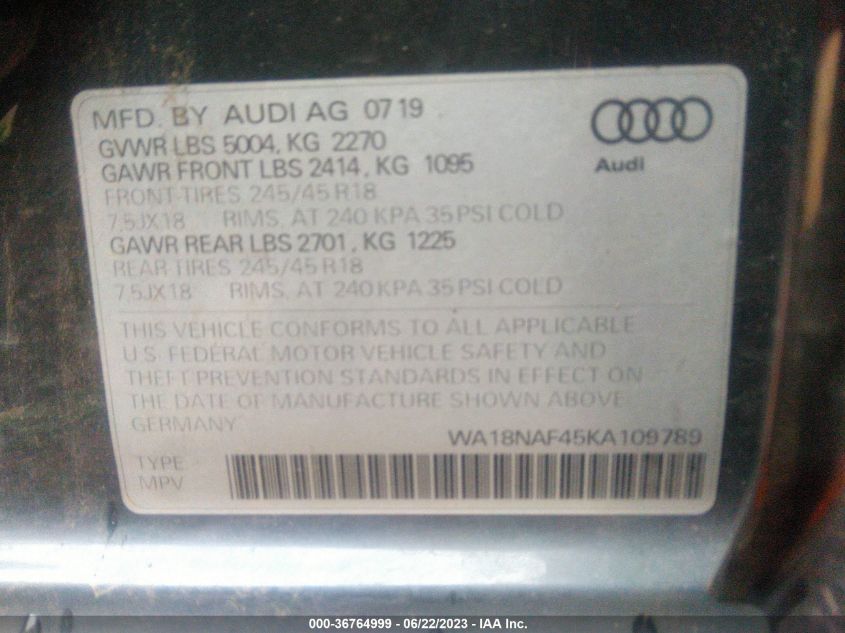 MFD. BY AUDI AG 07 19
GVWR LBS 5004, KG 2270
GAWR FRONT LBS 2414, KG 1095
FRONT TIRES 245/45 R18
7,5JX18 RIMS, AT 240 KPA 35 PSI COLD
GAWR REAR LBS 2701, KG 1225
REAR TIRES 245/45 R18
7,5JX18 RIMS, AT 240 KPA 35 PSI COLD
Audi
THIS VEHICLE CONFORMS TO ALL APPLICABLE
U.S. FEDERAL MOTOR VEHICLE SAFETY AND
THEFT PREVENTION STANDARDS IN EFFECT ON
THE DATE OF MANUFACTURE SHOWN ABOVE
GERMANY
WA18NAF45KA109789
TYPE
MPV
000-36764999 - 06/22/2023 - IAA Inc.